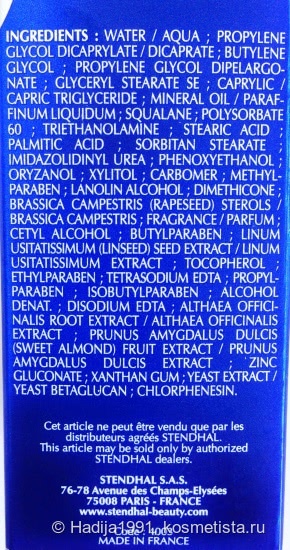 INGREDIENTS : WATER / AQUA ; PROPYLENE
GLYCOL DICAPRYLATE / DICAPRATE ; BUTYLENE
GLYCOL ; PROPYLENE GLYCOL DIPELARGO-
NATE ; GLYCERYL STEARATE SE ; CAPRYLIC /
CAPRIC TRIGLYCERIDE ; MINERAL OIL / PARAF-
FINUM LIQUIDUM ; SQUALANE ; POLYSORBATE
60 ; TRIETHANOLAMINE ; STEARIC ACID ;
PALMITIC ACID ; SORBITAN STEARATE ;
IMIDAZOLIDINYL UREA ; PHENOXYETHANOL ;
ORYZANOL ; XYLITOL ; CARBOMER ; METHYL-
PARABEN ; LANOLIN ALCOHOL ; DIMETHICONE ;
BRASSICA CAMPESTRIS (RAPESEED) STEROLS /
BRASSICA CAMPESTRIS ; FRAGRANCE / PARFUM ;
CETYL ALCOHOL ; BUTYLPARABEN ; LINUM
USITATISSIMUM (LINSEED) SEED EXTRACT / LINUM
USITATISSIMUM EXTRACT ; TOCOPHEROL ;
ETHYLPARABEN ; TETRASODIUM EDTA ; PROPYL-
PARABEN ; ISOBUTYLPARABEN ; ALCOHOL
DENAT. ; DISODIUM EDTA ; ALTHAEA OFFICI-
NALIS ROOT EXTRACT / ALTHAEA OFFICINALIS
EXTRACT ; PRUNUS AMYGDALUS DULCIS
(SWEET ALMOND) FRUIT EXTRACT / PRUNUS
AMYGDALUS DULCIS EXTRACT ; ZINC
GLUCONATE ; XANTHAN GUM ; YEAST EXTRACT /
YEAST BETAGLUCAN ; CHLORPHENESIN.
Cet article ne peut être vendu que par les
distributeurs agréés STENDHAL.
This article may be sold only by authorized
STENDHAL dealers.
STENDHAL S.A.S.
76-78 Avenue des Champs-Elysées
75008 PARIS - FRANCE
www.stendhal-beauty.com
© Hadija1991, kosmetista.ru
MADE IN FRANCE